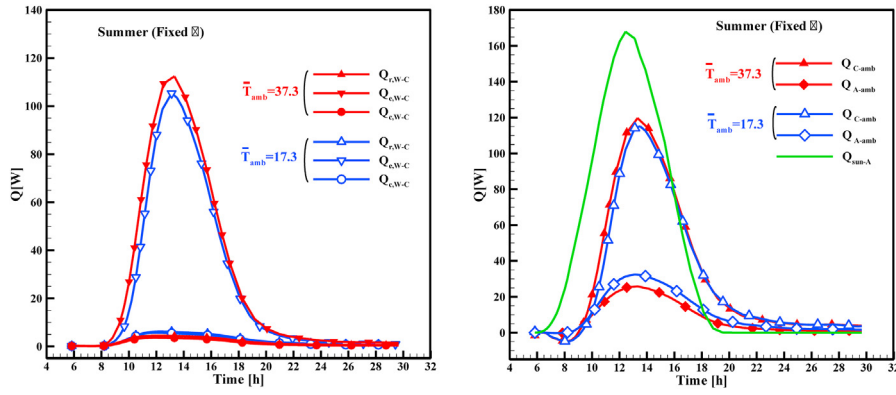 Summer (Fixed �)
T̄amb=37.3
Qr,W-C
Qe,W-C
Qc,W-C
T̄amb=17.3
Qr,W-C
Qe,W-C
Qc,W-C
Q[W]
140
120
100
80
60
40
20
0
4 6 8 10 12 14 16 18 20 22 24 26 28 30 32
Time [h]
Summer (Fixed �)
T̄amb=37.3
Q C-amb
Q A-amb
T̄amb=17.3
Q C-amb
Q A-amb
Qsun-A
Q[W]
180
160
140
120
100
80
60
40
20
0
4 6 8 10 12 14 16 18 20 22 24 26 28 30 32
Time [h]